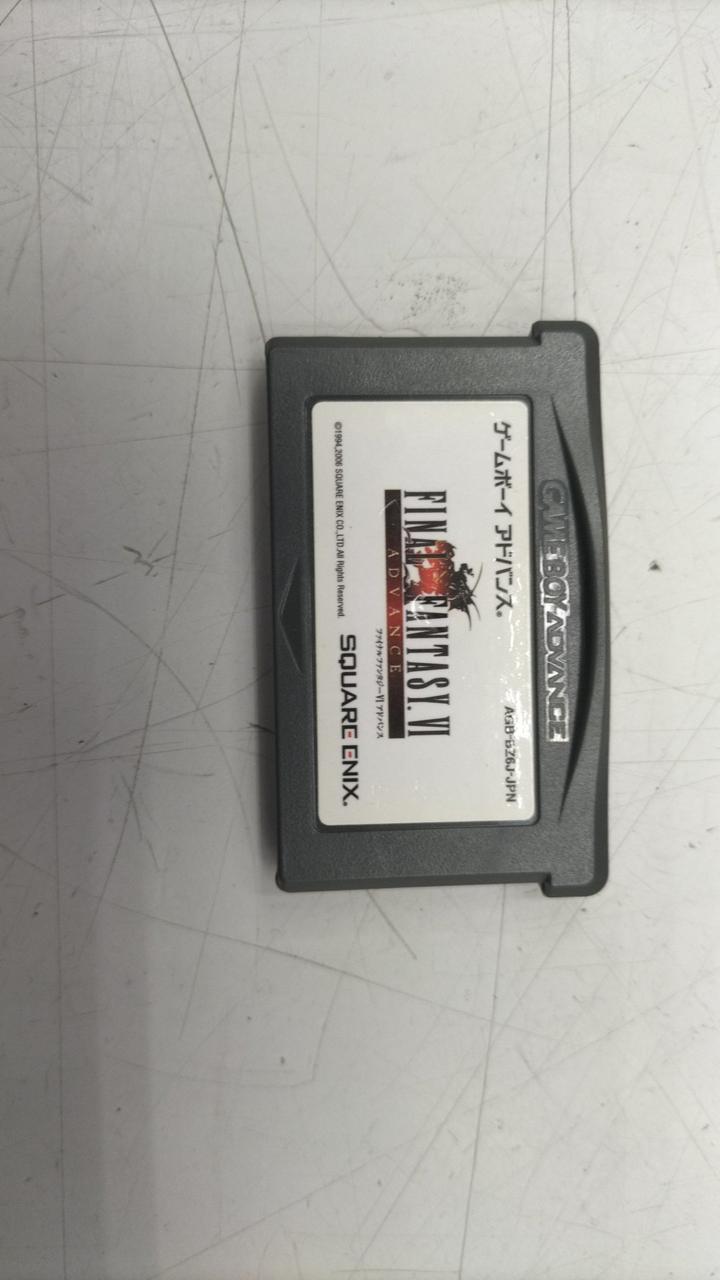 GAME BOY ADVANCE
ゲームボーイ アドバンス®
AGB-BZ6J-JPN
FINAL FANTASY. VI
ADVANCE
ファイナルファンタジーVI アドバンス
SQUARE ENIX.
©1994,2006 SQUARE ENIX CO.,LTD. All Rights Reserved.